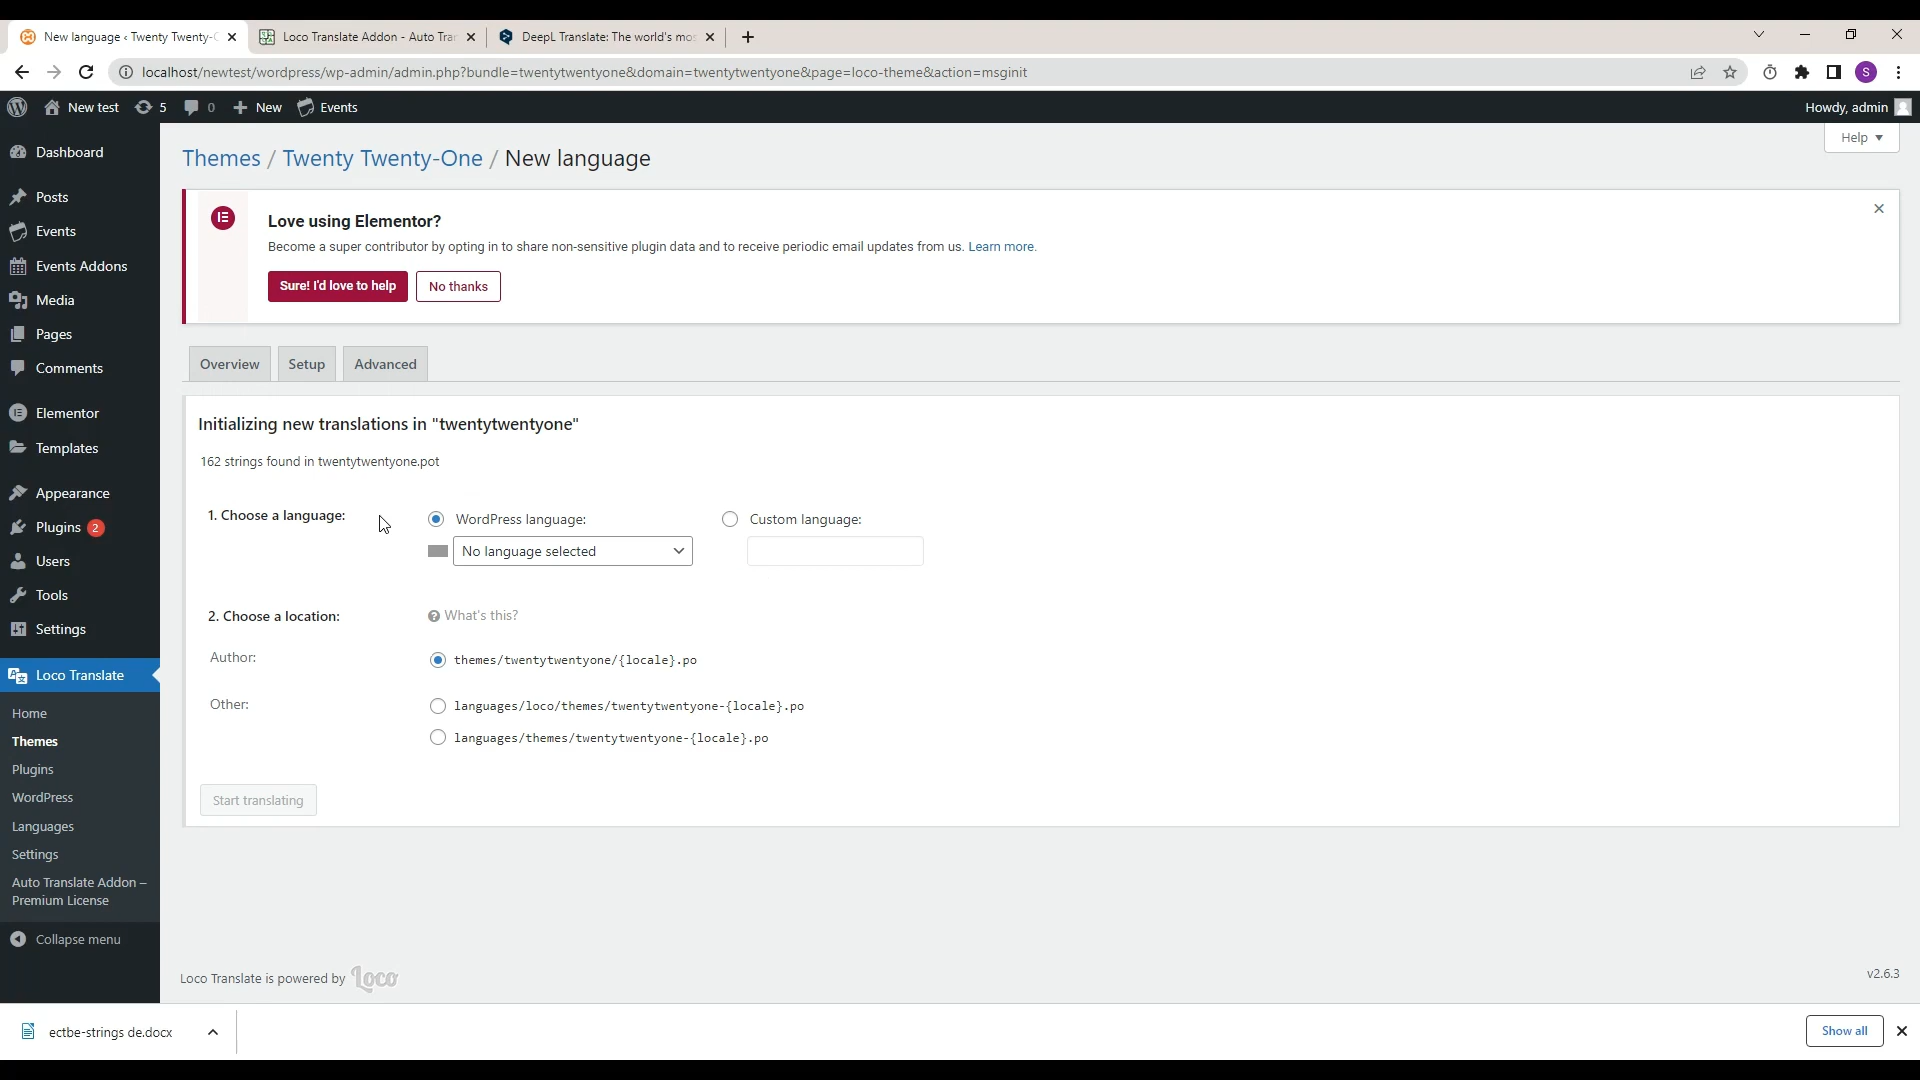 New language ‹ Twenty Twenty-O
Loco Translate Addon - Auto Tra
DeepL Translate: The world's mos
localhost/newtest/wordpress/wp-admin/admin.php?bundle=twentytwentyone&domain=twentytwentyone&page=loco-theme&action=msginit
S
New test
5
0
New
Events
Howdy, admin
Help
Dashboard
Posts
Events
Events Addons
Media
Pages
Comments
Elementor
Templates
Appearance
Plugins 2
Users
Tools
Settings
Loco Translate
Home
Themes
Plugins
WordPress
Languages
Settings
Auto Translate Addon –
Premium License
Collapse menu
Themes / Twenty Twenty-One / New language
Love using Elementor?
Become a super contributor by opting in to share non-sensitive plugin data and to receive periodic email updates from us. Learn more.
Sure! I'd love to help
No thanks
Overview
Setup
Advanced
Initializing new translations in "twentytwentyone"
162 strings found in twentytwentyone.pot
1. Choose a language:
WordPress language:
Custom language:
No language selected
2. Choose a location:
What's this?
Author:
themes/twentytwentyone/{locale}.po
Other:
languages/loco/themes/twentytwentyone-{locale}.po
languages/themes/twentytwentyone-{locale}.po
Start translating
Loco Translate is powered by Loco
v2.6.3
ectbe-strings de.docx
Show all